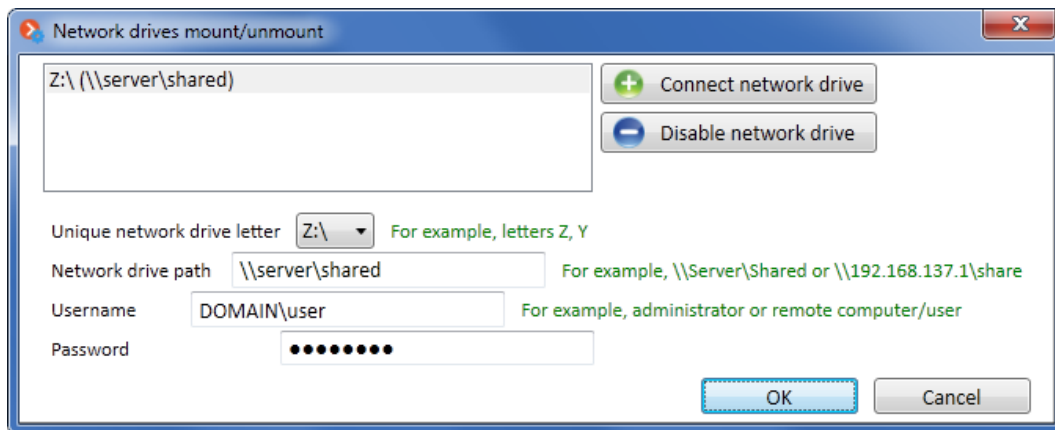 Network drives mount/unmount
Z:\ (\\server\shared)
Connect network drive
Disable network drive
Unique network drive letter Z:\ For example, letters Z, Y
Network drive path \\server\shared For example, \\Server\Shared or \\192.168.137.1\share
Username DOMAIN\user For example, administrator or remote computer/user
Password ●●●●●●●●
OK Cancel